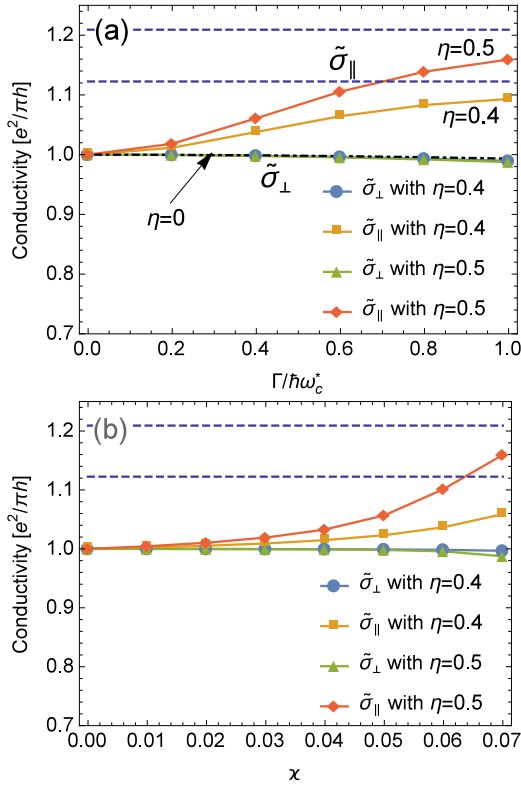 (a)
1.2
1.1
1.0
0.9
0.8
0.7
Conductivity [e²/πh]
σ̃∥
η=0.5
η=0.4
σ̃⊥
η=0
σ̃⊥ with η=0.4
σ̃∥ with η=0.4
σ̃⊥ with η=0.5
σ̃∥ with η=0.5
0.0 0.2 0.4 0.6 0.8 1.0
Γ/ℏω*c
(b)
1.2
1.1
1.0
0.9
0.8
0.7
Conductivity [e²/πh]
σ̃⊥ with η=0.4
σ̃∥ with η=0.4
σ̃⊥ with η=0.5
σ̃∥ with η=0.5
0.00 0.01 0.02 0.03 0.04 0.05 0.06 0.07
χ